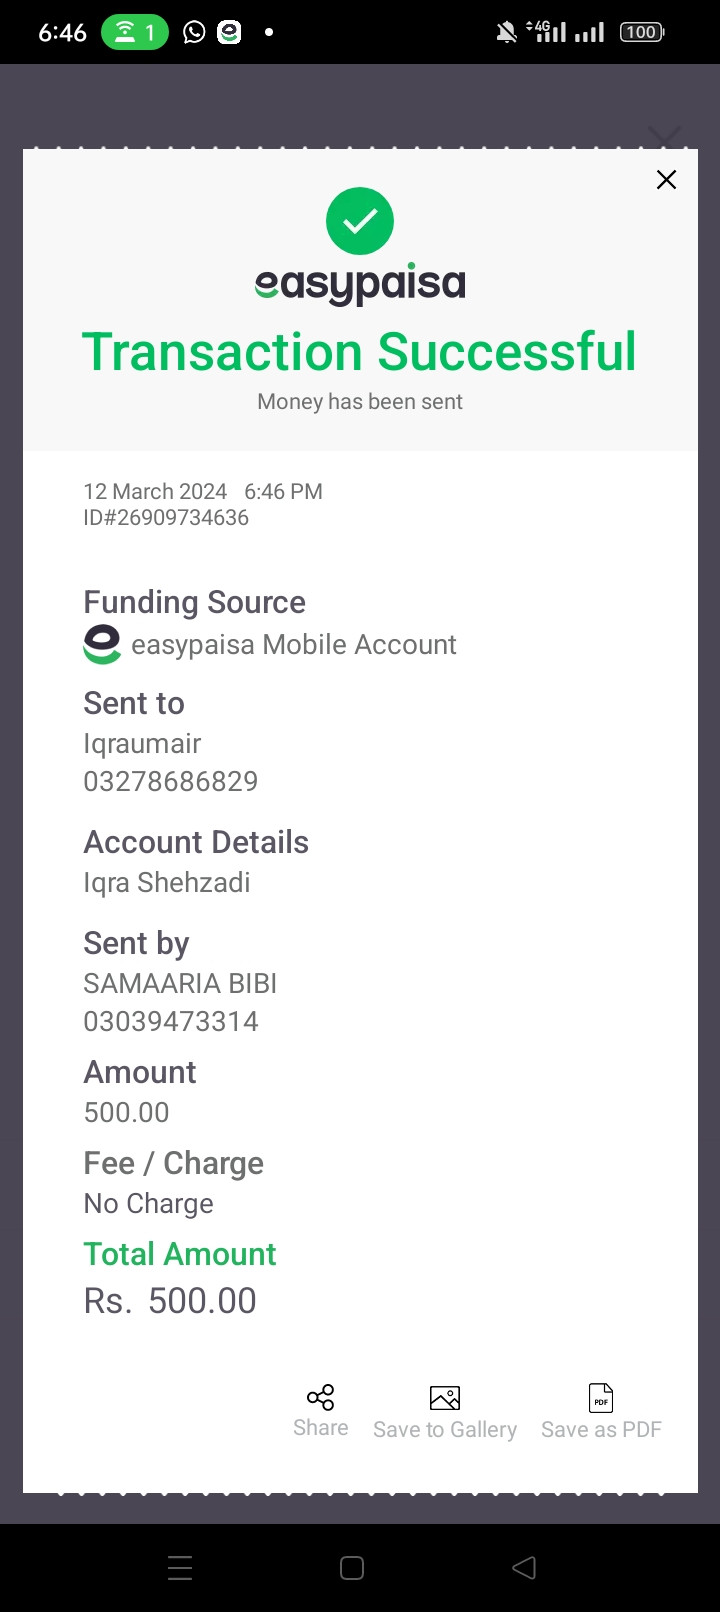 6:46 1 4G 100
easypaisa
Transaction Successful
Money has been sent
12 March 2024 6:46 PM
ID#26909734636
Funding Source
easypaisa Mobile Account
Sent to
Iqraumair
03278686829
Account Details
Iqra Shehzadi
Sent by
SAMAARIA BIBI
03039473314
Amount
500.00
Fee / Charge
No Charge
Total Amount
Rs. 500.00
PDF
Share Save to Gallery Save as PDF